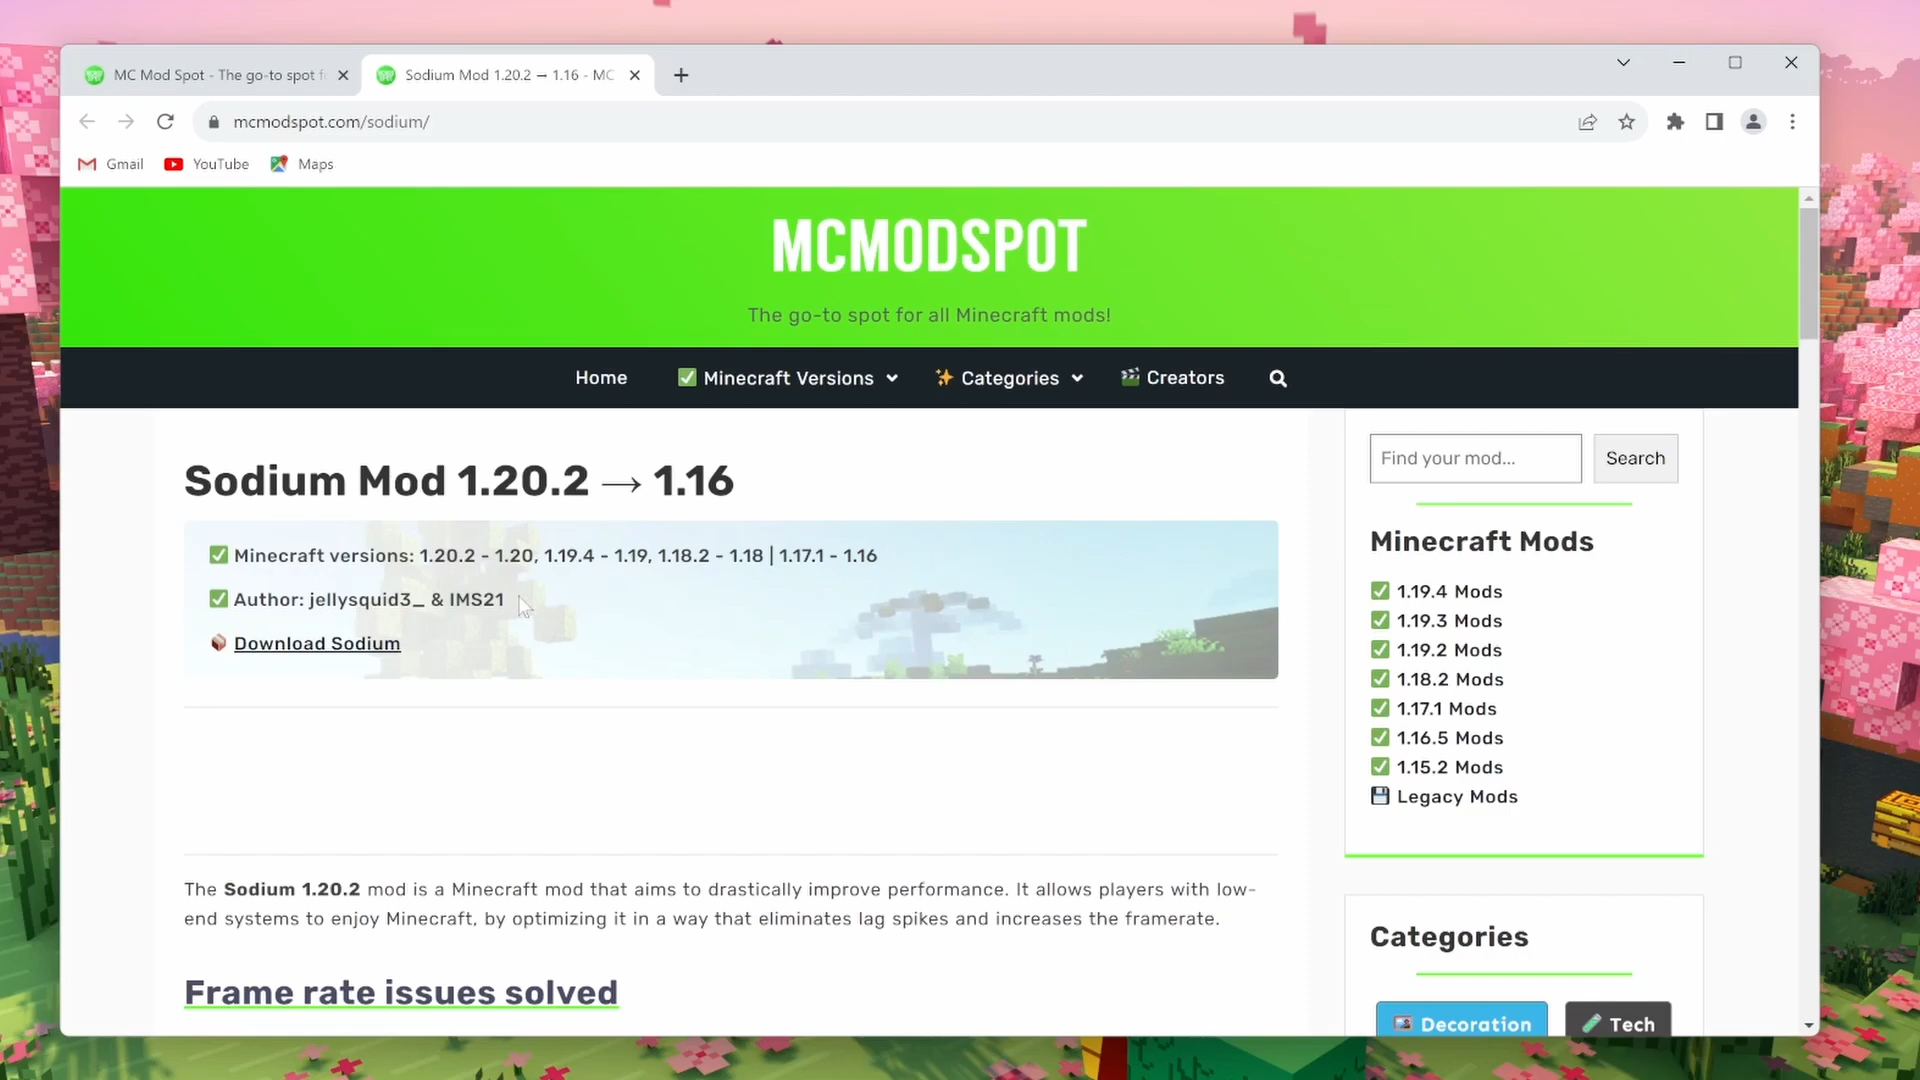 MC Mod Spot - The go-to spot f
Sodium Mod 1.20.2 → 1.16 - MC
mcmodspot.com/sodium/
Gmail
YouTube
Maps
MCMODSPOT
The go-to spot for all Minecraft mods!
Home
Minecraft Versions
Categories
Creators
Sodium Mod 1.20.2 → 1.16
Minecraft versions: 1.20.2 - 1.20, 1.19.4 - 1.19, 1.18.2 - 1.18 | 1.17.1 - 1.16
Author: jellysquid3_ & IMS21
Download Sodium
The Sodium 1.20.2 mod is a Minecraft mod that aims to drastically improve performance. It allows players with low-
end systems to enjoy Minecraft, by optimizing it in a way that eliminates lag spikes and increases the framerate.
Frame rate issues solved
Find your mod...
Search
Minecraft Mods
1.19.4 Mods
1.19.3 Mods
1.19.2 Mods
1.18.2 Mods
1.17.1 Mods
1.16.5 Mods
1.15.2 Mods
Legacy Mods
Categories
Decoration
Tech